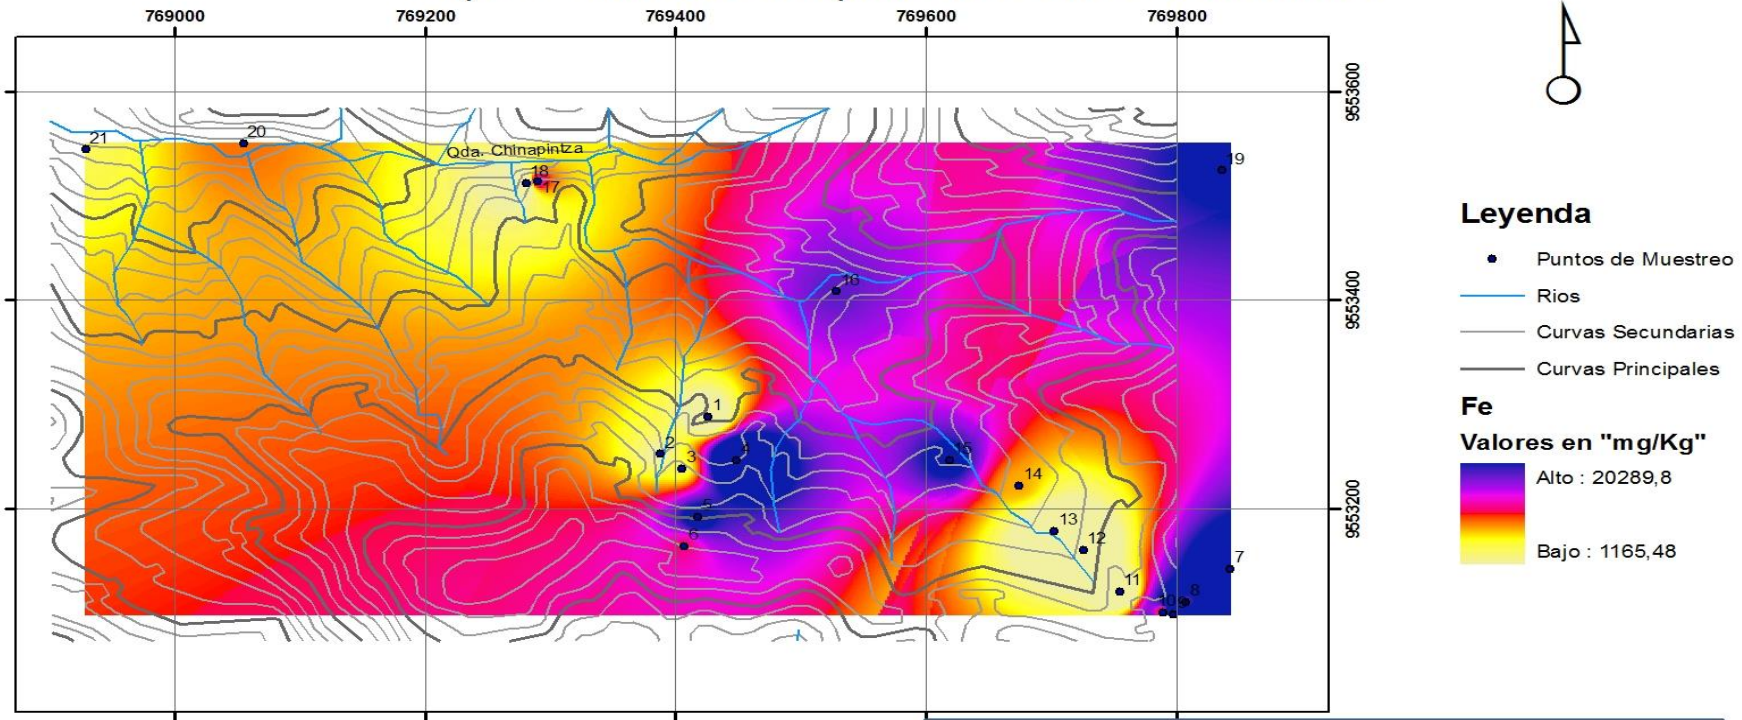 769000 769200 769400 769600 769800
9553600
9553400
9553200
21
20
Qda. Chinapintza
18
17
19
16
1
2
3
4
15
14
5
6
13
12
7
11
8
10
9
Leyenda
Puntos de Muestreo
Rios
Curvas Secundarias
Curvas Principales
Fe
Valores en "mg/Kg"
Alto : 20289,8
Bajo : 1165,48